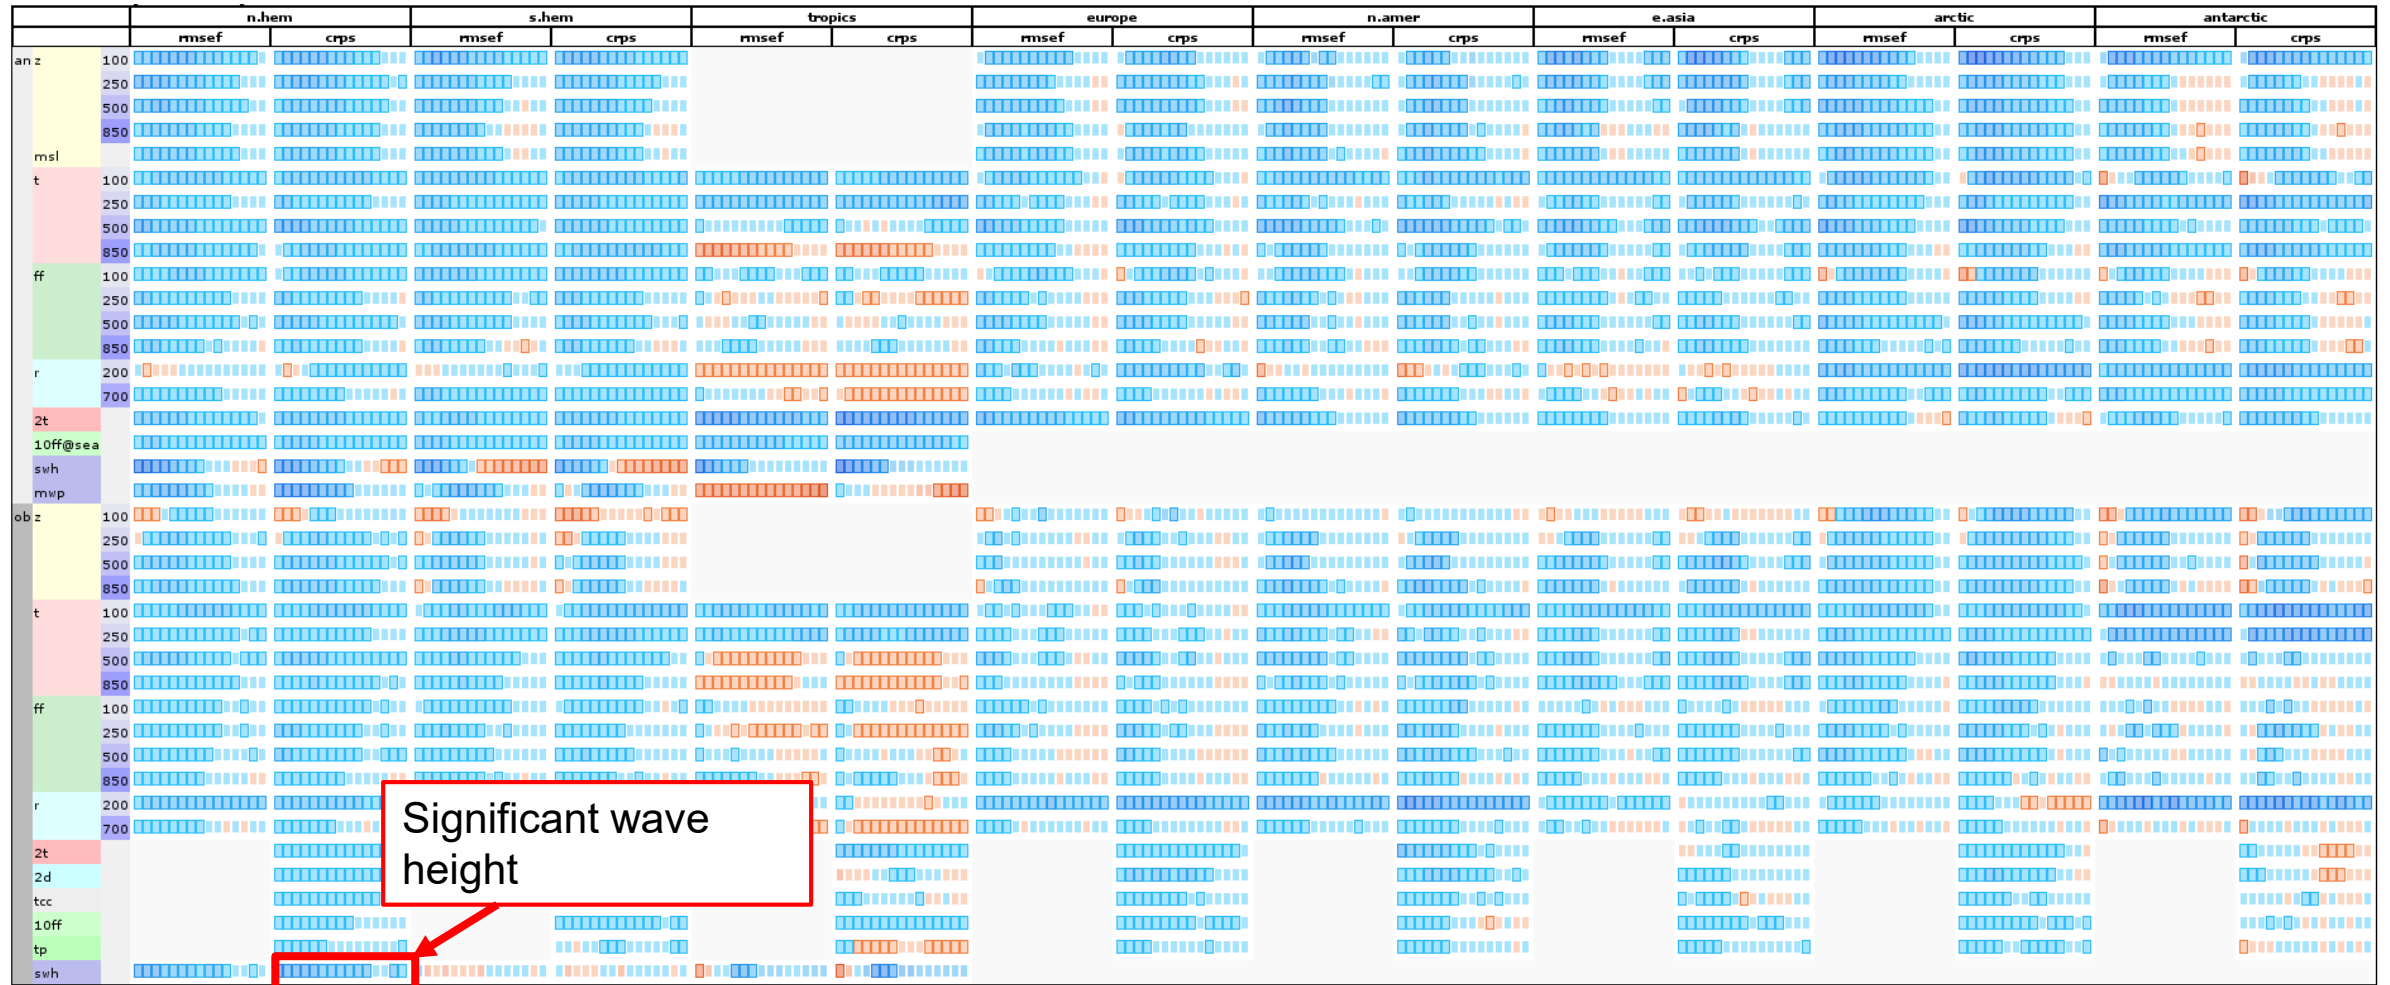 n.hem s.hem tropics europe n.amer e.asia arctic antarctic
rmsef crps rmsef crps rmsef crps rmsef crps rmsef crps rmsef crps rmsef crps rmsef crps
an z 100
250
500
850
msl
t 100
250
500
850
ff 100
250
500
850
r 200
700
2t
10ff@sea
swh
mwp
ob z 100
250
500
850
t 100
250
500
850
ff 100
250
500
850
r 200
700
2t
2d
tcc
10ff
tp
swh
Significant wave
height